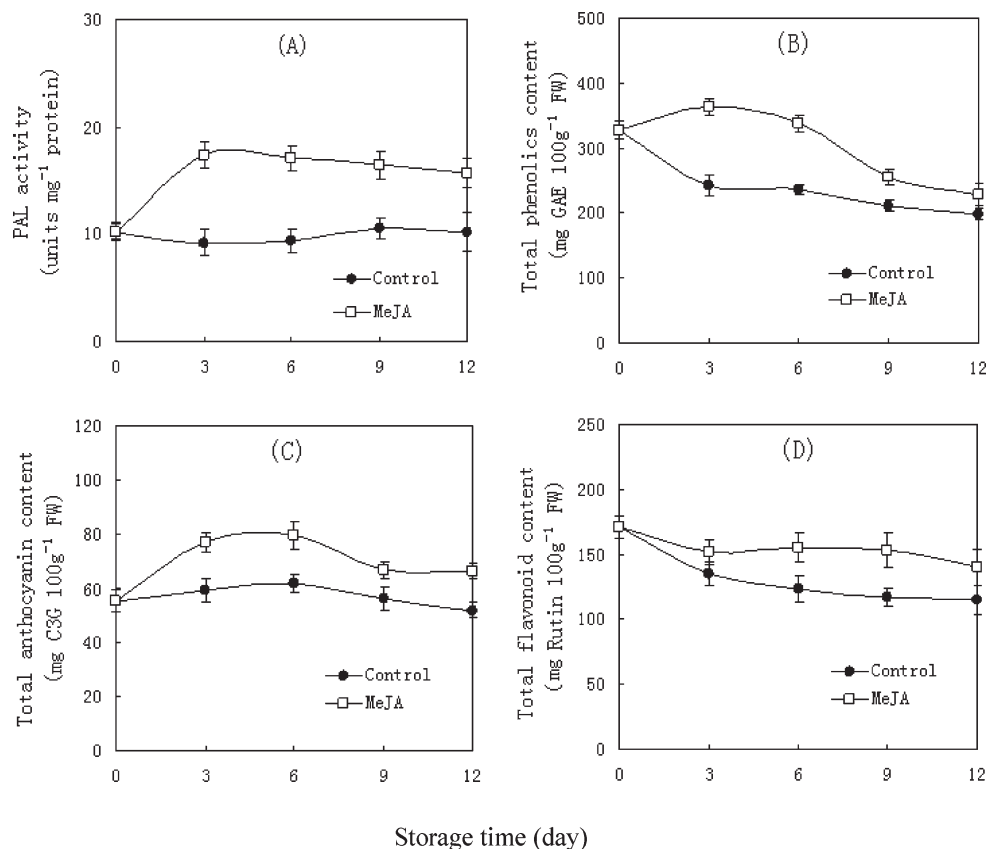 (A)
PAL activity
(units mg⁻¹ protein)
30
20
10
0
0 3 6 9 12
Control
MeJA
(B)
Total phenolics content
(mg GAE 100g⁻¹ FW)
500
400
300
200
100
0
0 3 6 9 12
Control
MeJA
(C)
Total anthocyanin content
(mg C3G 100g⁻¹ FW)
120
100
80
60
40
20
0
0 3 6 9 12
Control
MeJA
(D)
Total flavonoid content
(mg Rutin 100g⁻¹ FW)
250
200
150
100
50
0
0 3 6 9 12
Control
MeJA
Storage time (day)